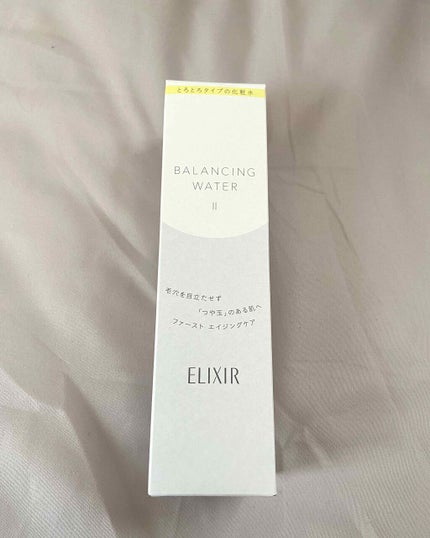 とろとろタイプの化粧水
BALANCING
WATER
II
毛穴を目立たせず
「つや玉」のある肌へ
ファースト エイジングケア
ELIXIR